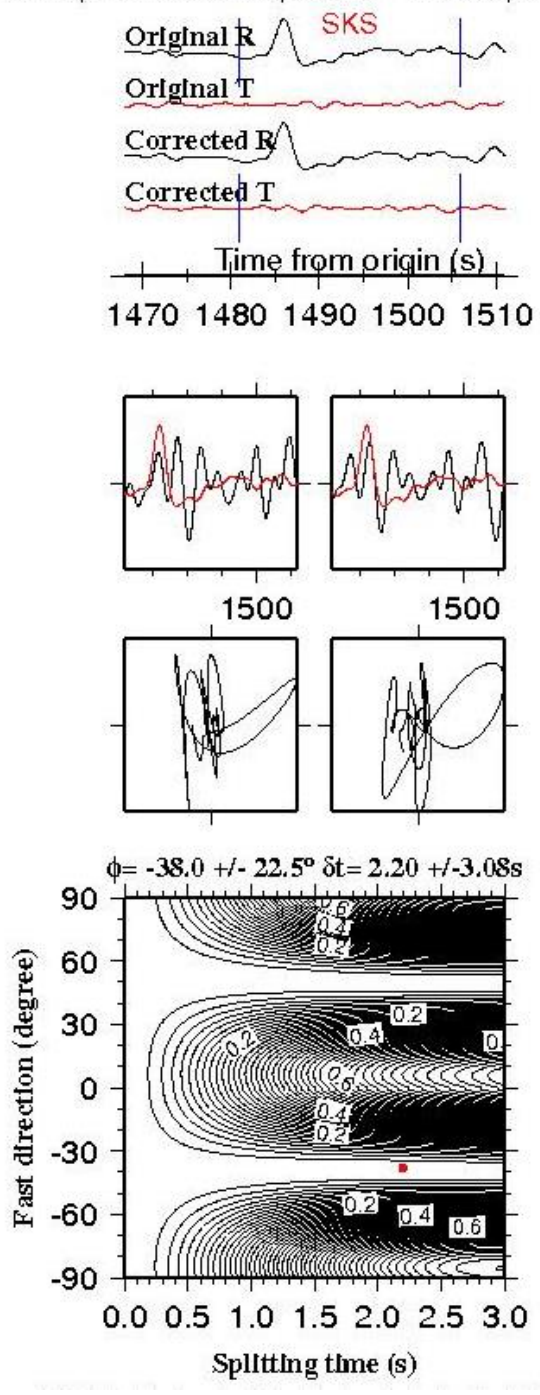 Original R
SKS
Original T
Corrected R
Corrected T
Time from origin (s)
1470 1480 1490 1500 1510
1500
1500
ϕ= -38.0 +/- 22.5° δt= 2.20 +/-3.08s
Fast direction (degree)
90
60
30
0
-30
-60
-90
0.6
0.4
0.2
0.2
0.4
0.2
0.
0.6
0.4
0.2
0.2
0.4
0.6
0.0 0.5 1.0 1.5 2.0 2.5 3.0
Splitting time (s)